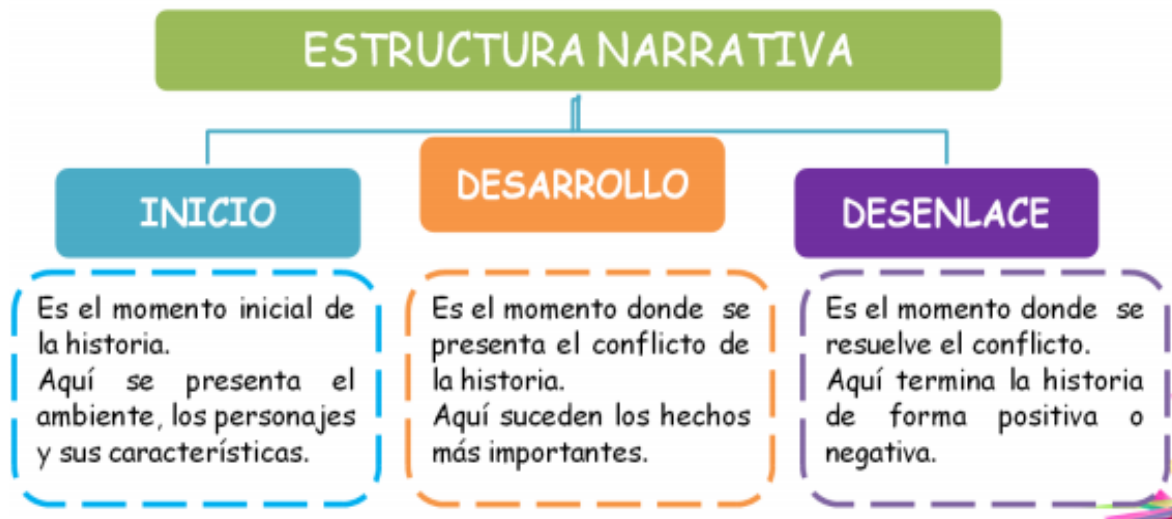 ESTRUCTURA NARRATIVA
INICIO
DESARROLLO
DESENLACE
Es el momento inicial de
la historia.
Aquí se presenta el
ambiente, los personajes
y sus características.
Es el momento donde se
presenta el conflicto de
la historia.
Aquí suceden los hechos
más importantes.
Es el momento donde se
resuelve el conflicto.
Aquí termina la historia
de forma positiva o
negativa.